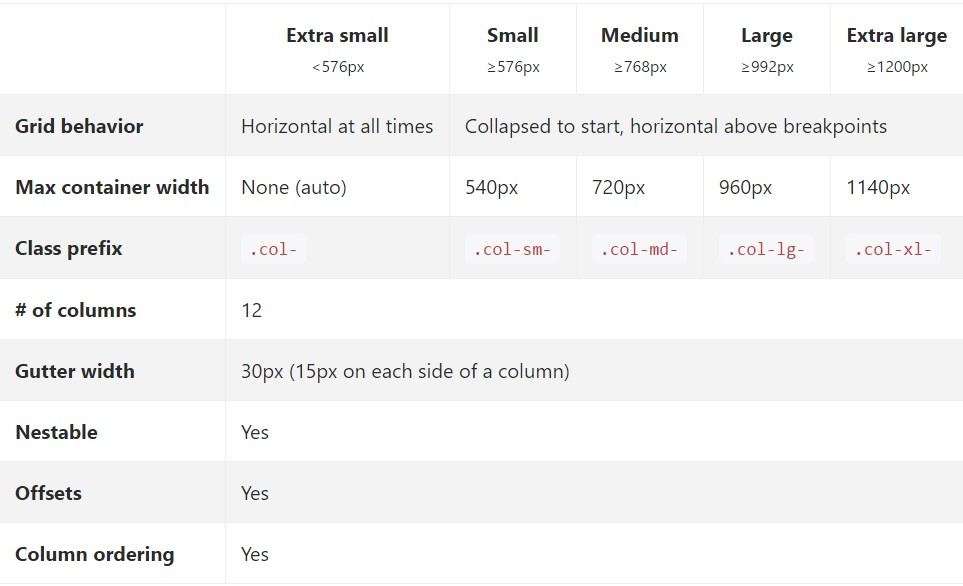 Extra small Small Medium Large Extra large
<576px ≥576px ≥768px ≥992px ≥1200px
Grid behavior Horizontal at all times Collapsed to start, horizontal above breakpoints
Max container width None (auto) 540px 720px 960px 1140px
Class prefix .col- .col-sm- .col-md- .col-lg- .col-xl-
# of columns 12
Gutter width 30px (15px on each side of a column)
Nestable Yes
Offsets Yes
Column ordering Yes